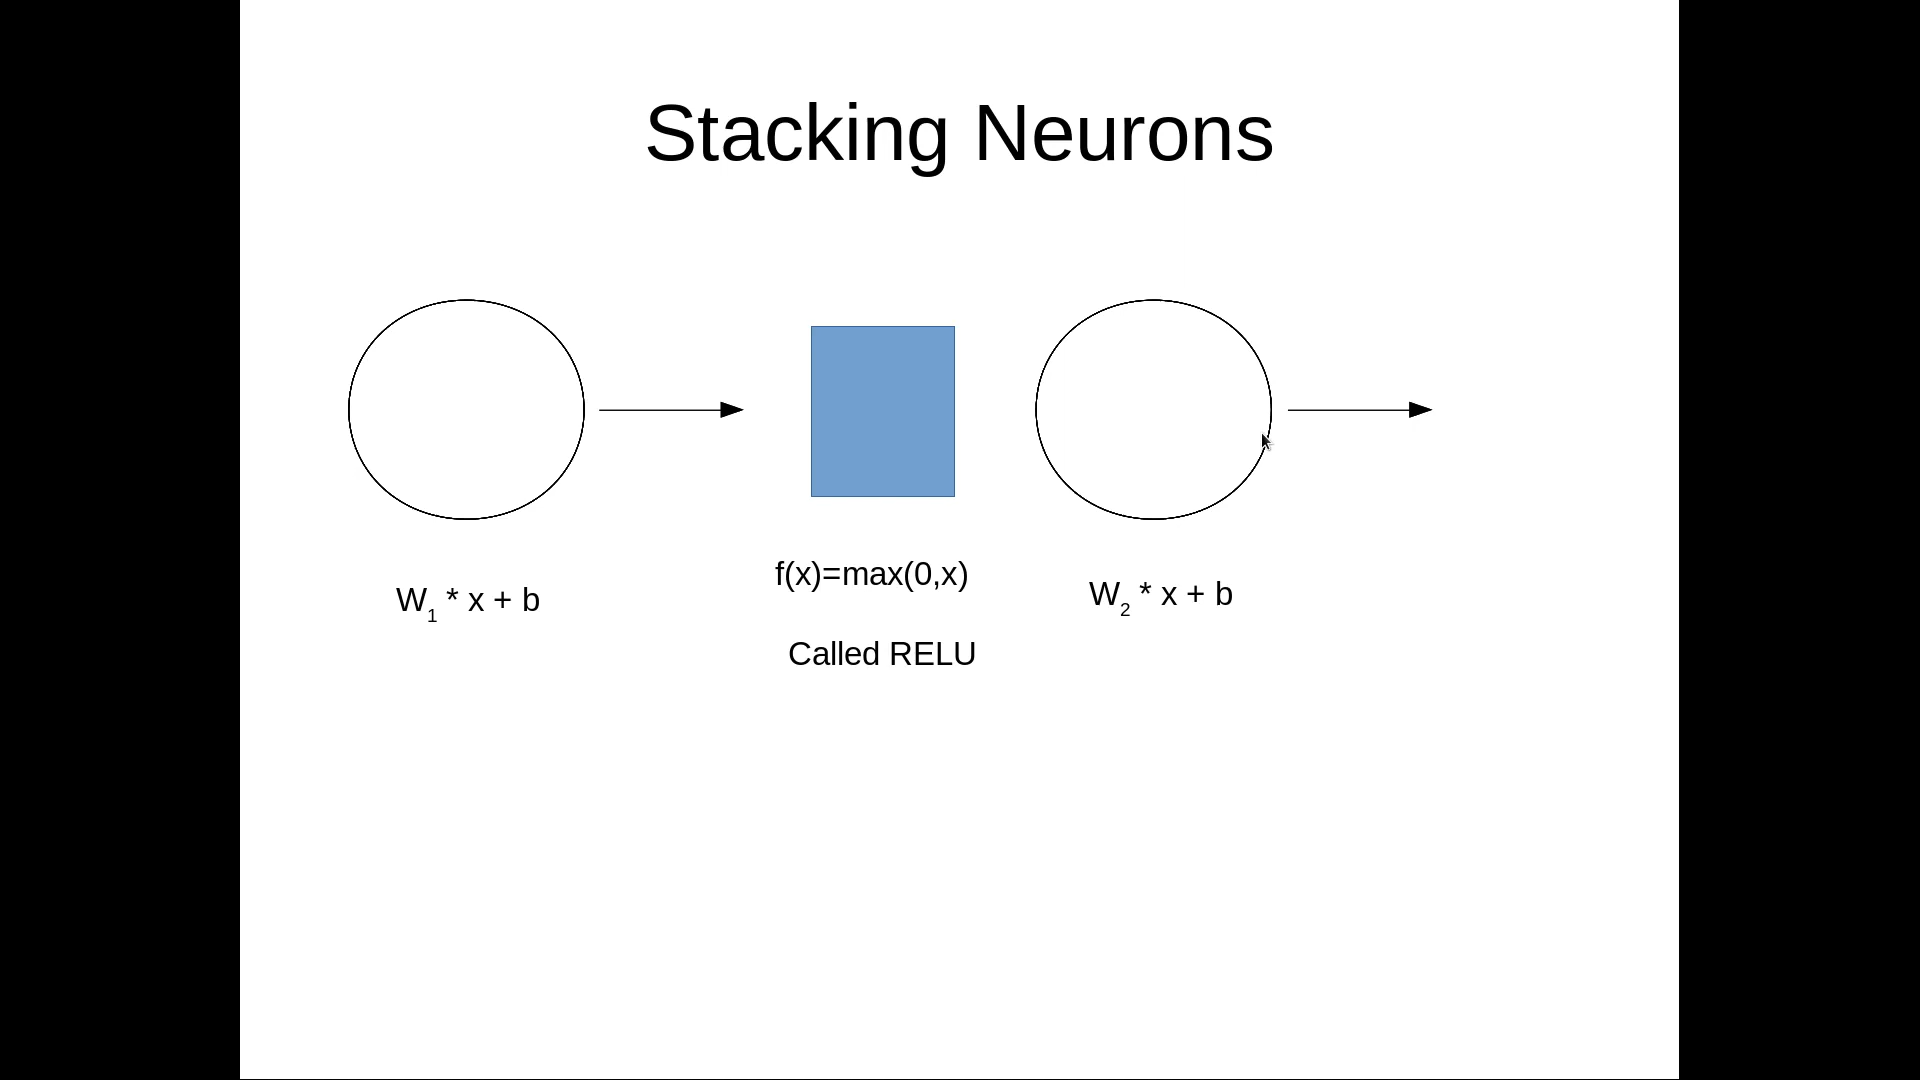 Stacking Neurons
W₁ * x + b
f(x)=max(0,x)
Called RELU
W₂ * x + b